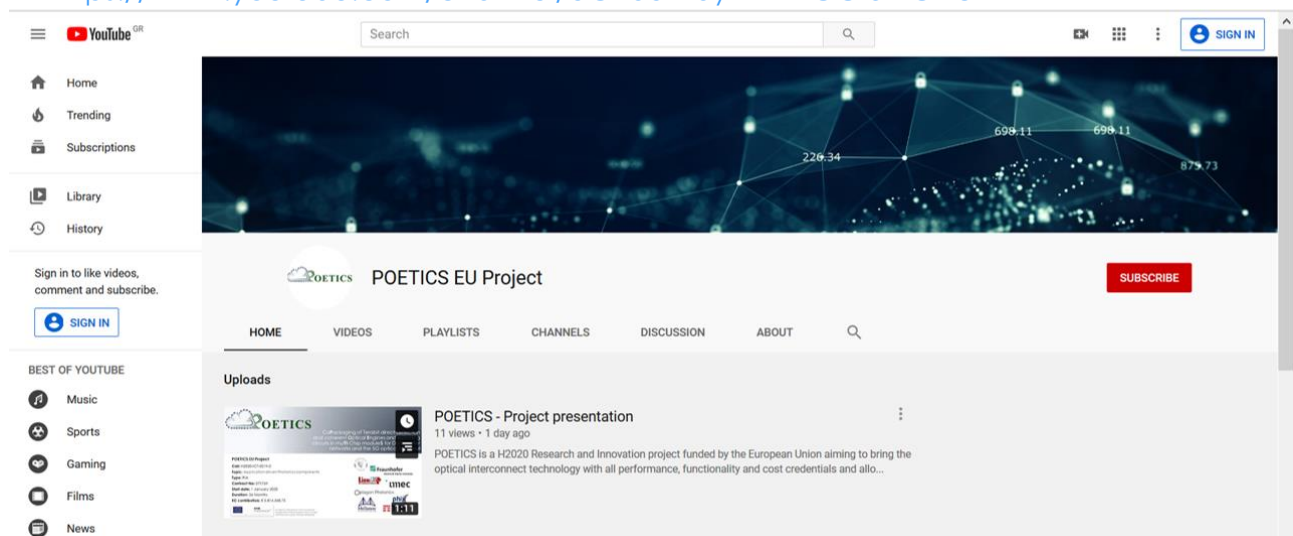 YouTube GR
Search
SIGN IN
Home
Trending
Subscriptions
Library
History
Sign in to like videos,
comment and subscribe.
SIGN IN
BEST OF YOUTUBE
Music
Sports
Gaming
Films
News
226.34
698.11
698.11
879.73
POETICS
POETICS EU Project
SUBSCRIBE
HOME VIDEOS PLAYLISTS CHANNELS DISCUSSION ABOUT
Uploads
POETICS
POETICS EU Project
Fraunhofer
imec
1:11
POETICS - Project presentation
11 views • 1 day ago
POETICS is a H2020 Research and Innovation project funded by the European Union aiming to bring the
optical interconnect technology with all performance, functionality and cost credentials and allo...